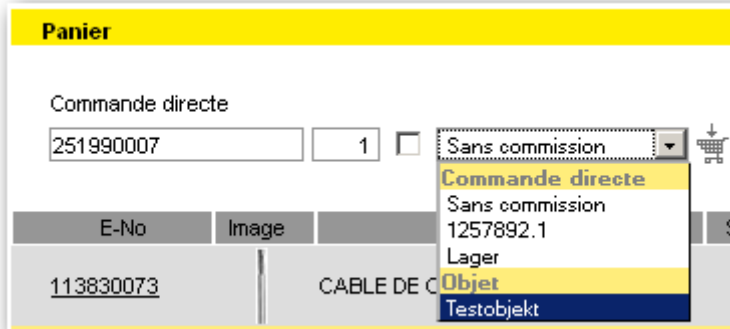 Panier
Commande directe
251990007 1 Sans commission
Commande directe
Sans commission
1257892.1
Lager
Objet
Testobjekt
E-No Image
113830073 CABLE DE